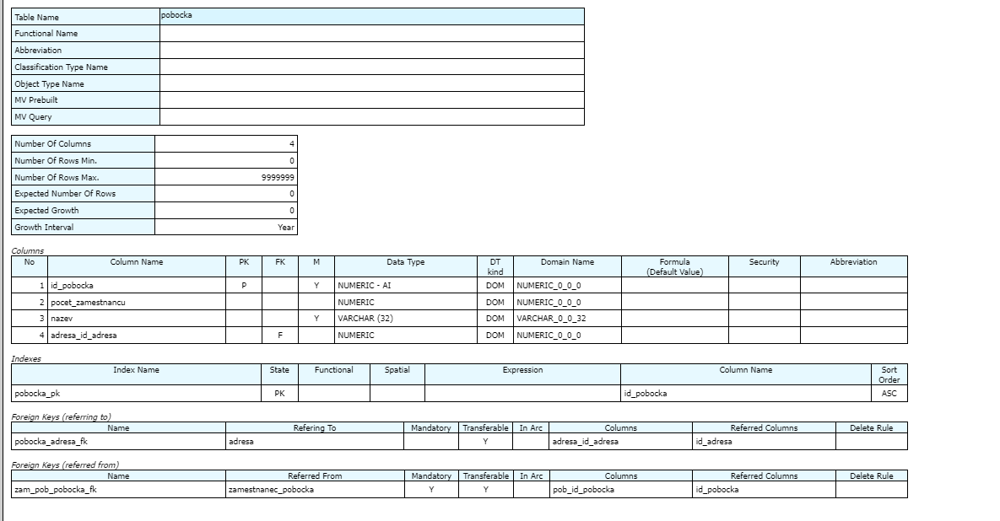 Table Name pobocka
Functional Name
Abbreviation
Classification Type Name
Object Type Name
MV Prebuilt
MV Query
Number Of Columns 4
Number Of Rows Min. 0
Number Of Rows Max. 9999999
Expected Number Of Rows 0
Expected Growth 0
Growth Interval Year
Columns
No Column Name PK FK M Data Type DT kind Domain Name Formula (Default Value) Security Abbreviation
1 id_pobocka P Y NUMERIC - AI DOM NUMERIC_0_0_0
2 pocet_zamestnancu NUMERIC DOM NUMERIC_0_0_0
3 nazev Y VARCHAR (32) DOM VARCHAR_0_0_32
4 adresa_id_adresa F NUMERIC DOM NUMERIC_0_0_0
Indexes
Index Name State Functional Spatial Expression Column Name Sort Order
pobocka_pk PK id_pobocka ASC
Foreign Keys (referring to)
Name Refering To Mandatory Transferable In Arc Columns Referred Columns Delete Rule
pobocka_adresa_fk adresa Y adresa_id_adresa id_adresa
Foreign Keys (referred from)
Name Referred From Mandatory Transferable In Arc Columns Referred Columns Delete Rule
zam_pob_pobocka_fk zamestnanec_pobocka Y Y pob_id_pobocka id_pobocka